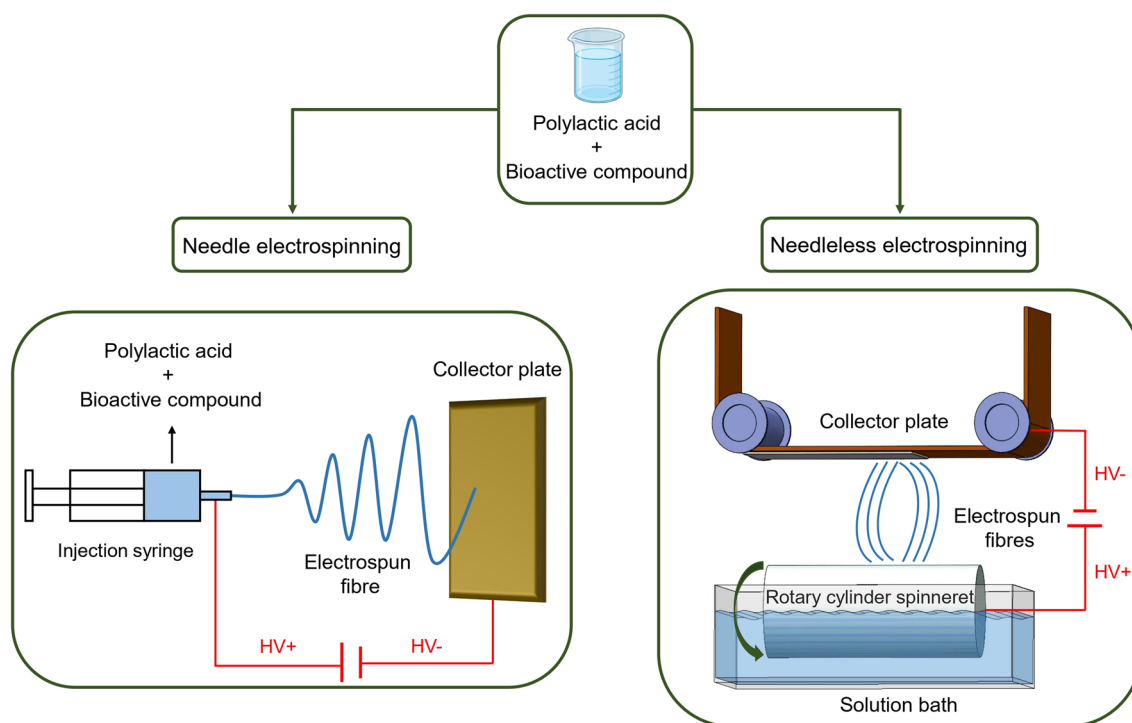 Polylactic acid
+
Bioactive compound
Needle electrospinning
Needleless electrospinning
Polylactic acid
+
Bioactive compound
Collector plate
Injection syringe
Electrospun
fibre
HV+
HV-
Collector plate
HV-
Electrospun
fibres
HV+
Rotary cylinder spinneret
Solution bath